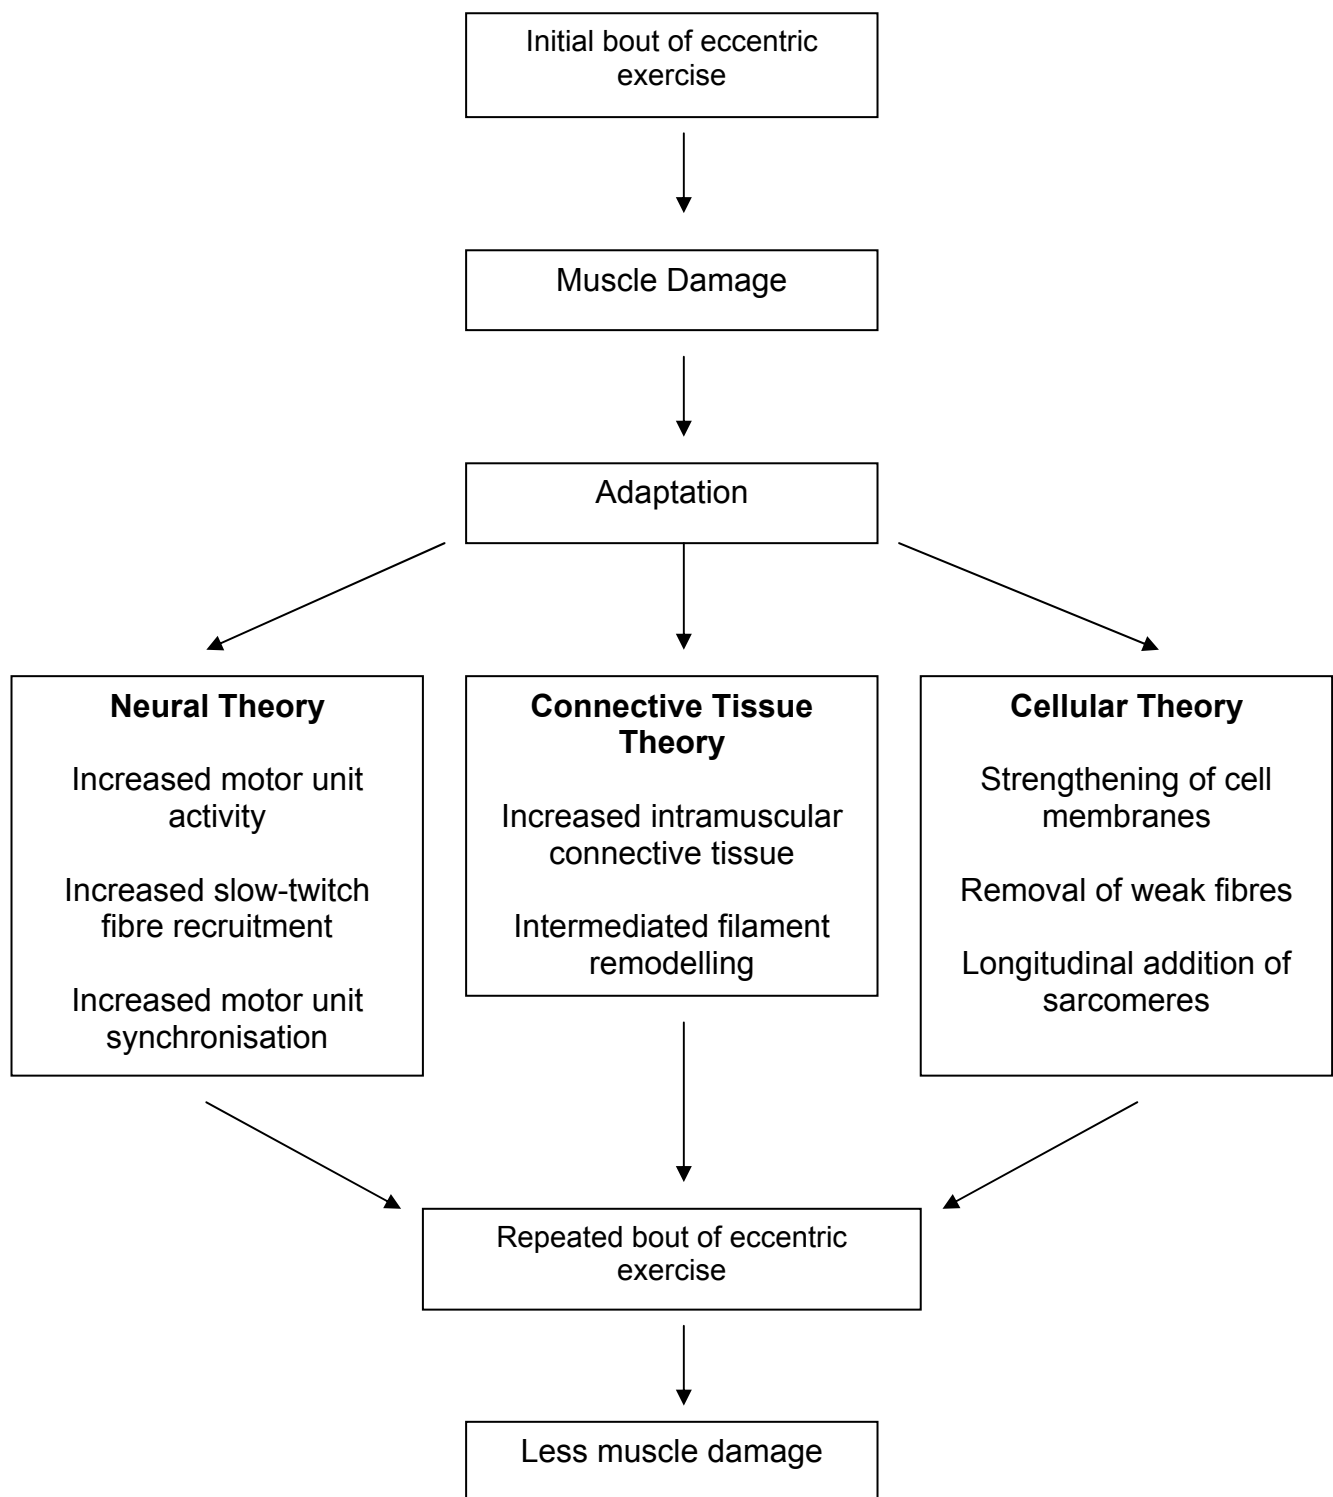 Initial bout of eccentric
exercise
Muscle Damage
Adaptation
Neural Theory
Increased motor unit
activity
Increased slow-twitch
fibre recruitment
Increased motor unit
synchronisation
Connective Tissue
Theory
Increased intramuscular
connective tissue
Intermediated filament
remodelling
Cellular Theory
Strengthening of cell
membranes
Removal of weak fibres
Longitudinal addition of
sarcomeres
Repeated bout of eccentric
exercise
Less muscle damage